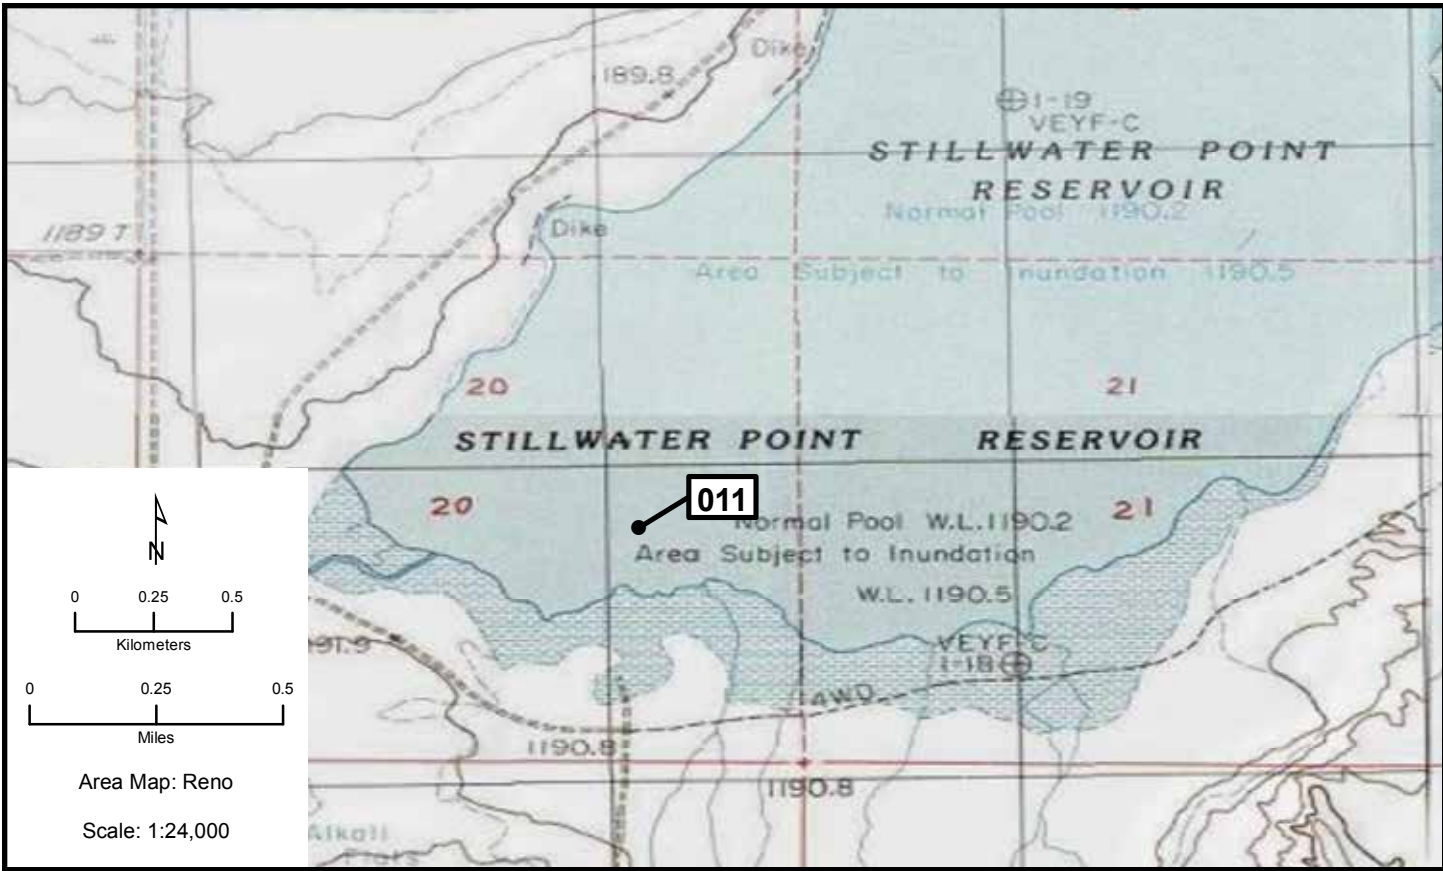 Dike
189.8
1-19
VEYF-C
STILLWATER POINT
RESERVOIR
Normal Pool 1190.2
1189 T
Dike
Area Subject to Inundation 1190.5
20
21
STILLWATER POINT RESERVOIR
20
011
21
Normal Pool W.L. 1190.2
Area Subject to Inundation
W.L. 1190.5
N
0 0.25 0.5
Kilometers
191.9
VEYF-C
1-18
0 0.25 0.5
Miles
4WD
1190.8
Area Map: Reno
1190.8
Scale: 1:24,000
Alkali